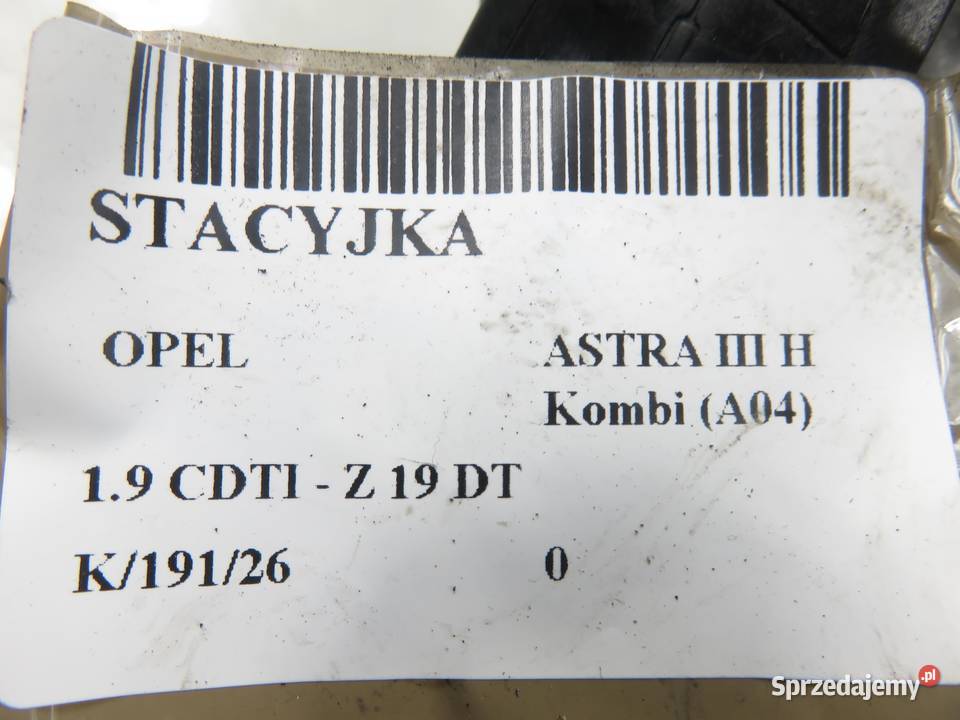 STACYJKA
OPEL ASTRA III H
Kombi (A04)
1.9 CDTI - Z 19 DT
K/191/26 0
Sprzedajemy.pl